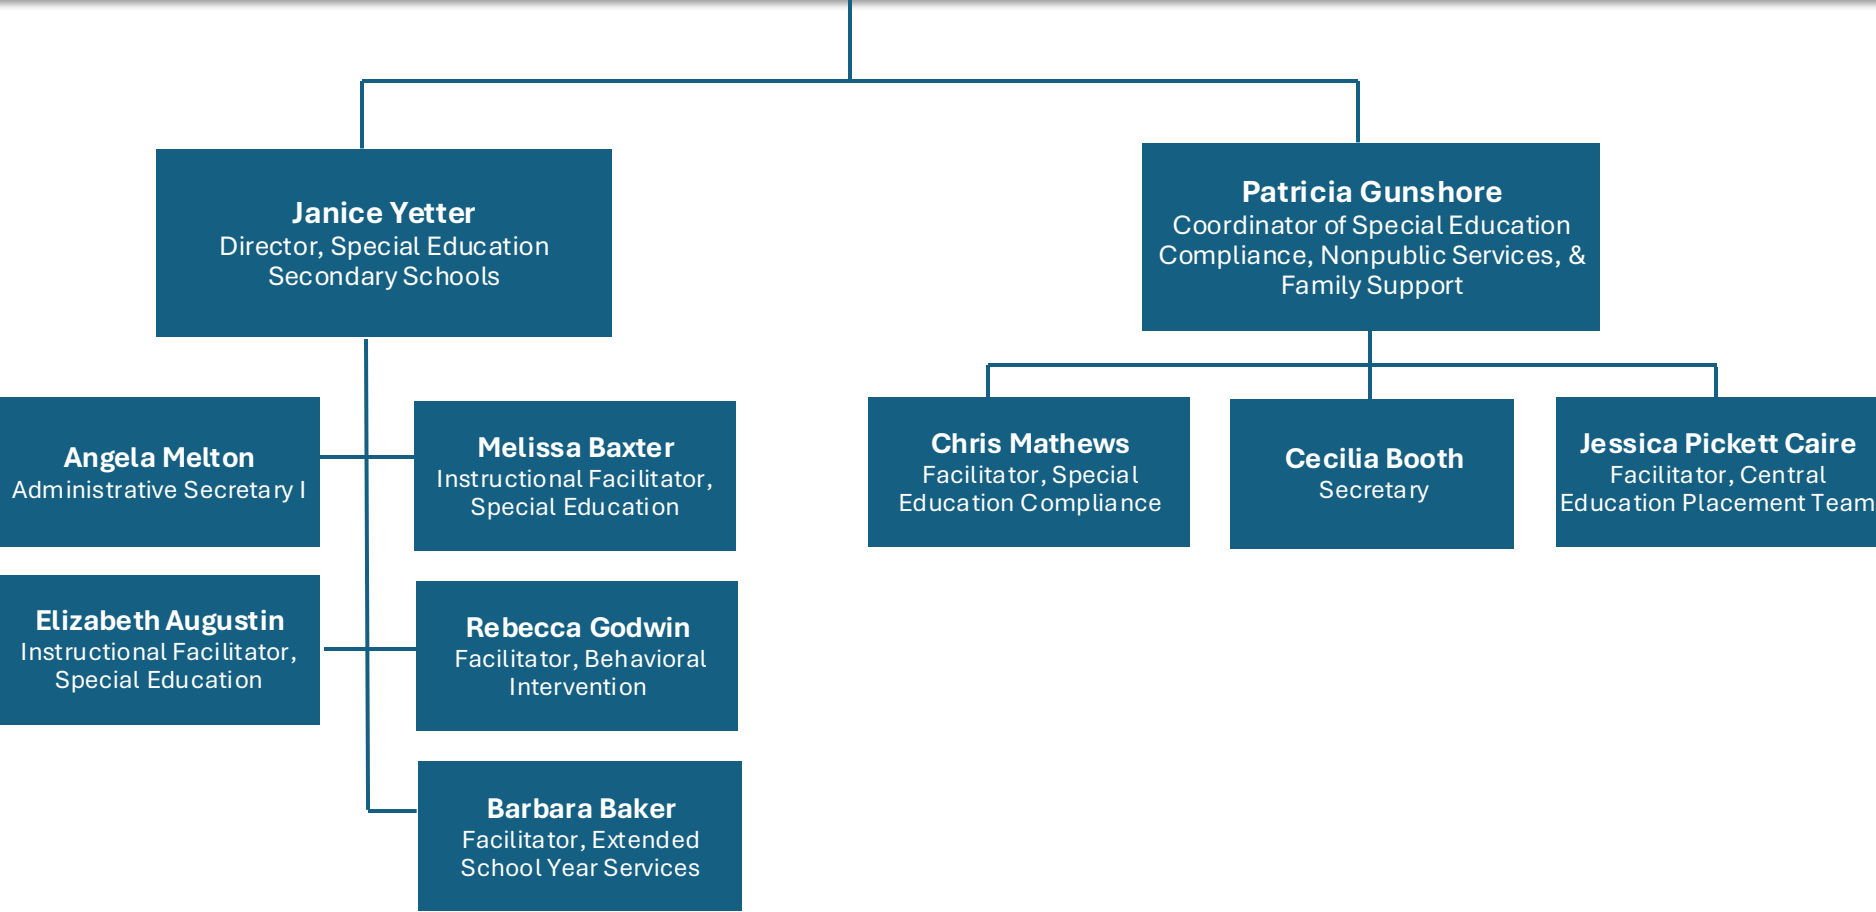 Janice Yetter
Director, Special Education
Secondary Schools
Patricia Gunshore
Coordinator of Special Education
Compliance, Nonpublic Services, &
Family Support
Angela Melton
Administrative Secretary I
Melissa Baxter
Instructional Facilitator,
Special Education
Chris Mathews
Facilitator, Special
Education Compliance
Cecilia Booth
Secretary
Jessica Pickett Caire
Facilitator, Central
Education Placement Team
Elizabeth Augustin
Instructional Facilitator,
Special Education
Rebecca Godwin
Facilitator, Behavioral
Intervention
Barbara Baker
Facilitator, Extended
School Year Services